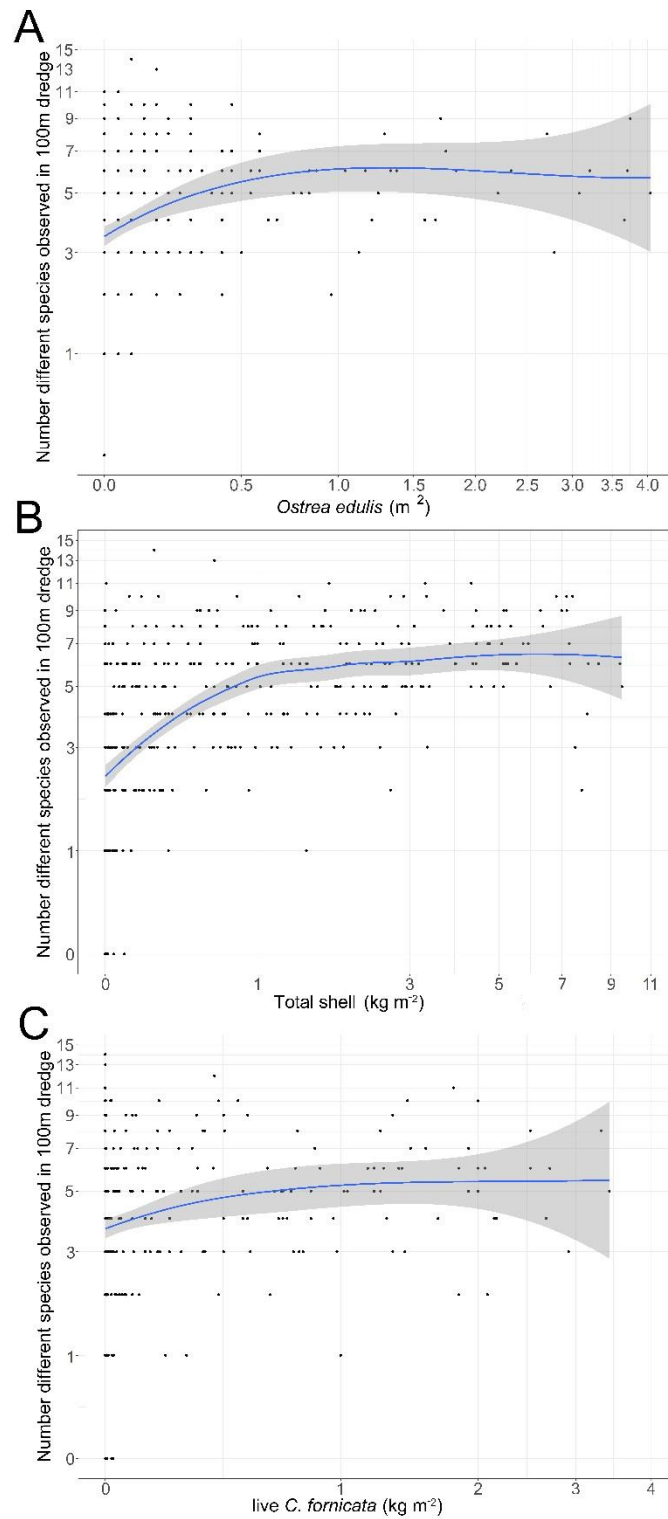 A
Number different species observed in 100m dredge
15
13
11
9
7
5
3
1
0.0 0.5 1.0 1.5 2.0 2.5 3.0 3.5 4.0
Ostrea edulis (m⁻²)
B
Number different species observed in 100m dredge
15
13
11
9
7
5
3
1
0
0 1 3 5 7 9 11
Total shell (kg m⁻²)
C
Number different species observed in 100m dredge
15
13
11
9
7
5
3
1
0
0 1 2 3 4
live C. fornicata (kg m⁻²)